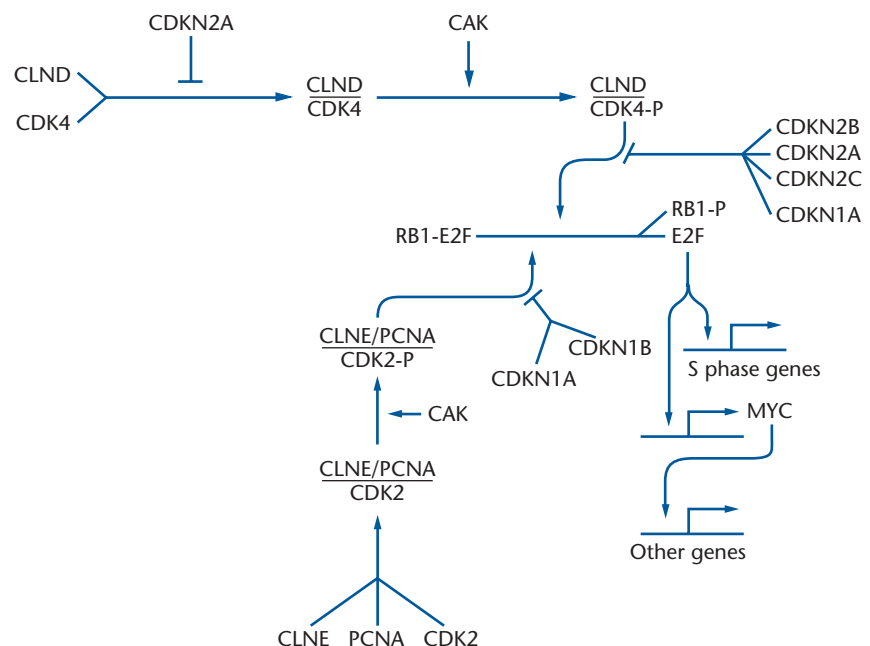 CDKN2A
CAK
CLND
CDK4
CLND
CDK4
CLND
CDK4-P
CDKN2B
CDKN2A
CDKN2C
CDKN1A
RB1-E2F
RB1-P
E2F
CLNE/PCNA
CDK2-P
CDKN1B
CDKN1A
S phase genes
CAK
MYC
CLNE/PCNA
CDK2
Other genes
CLNE PCNA CDK2